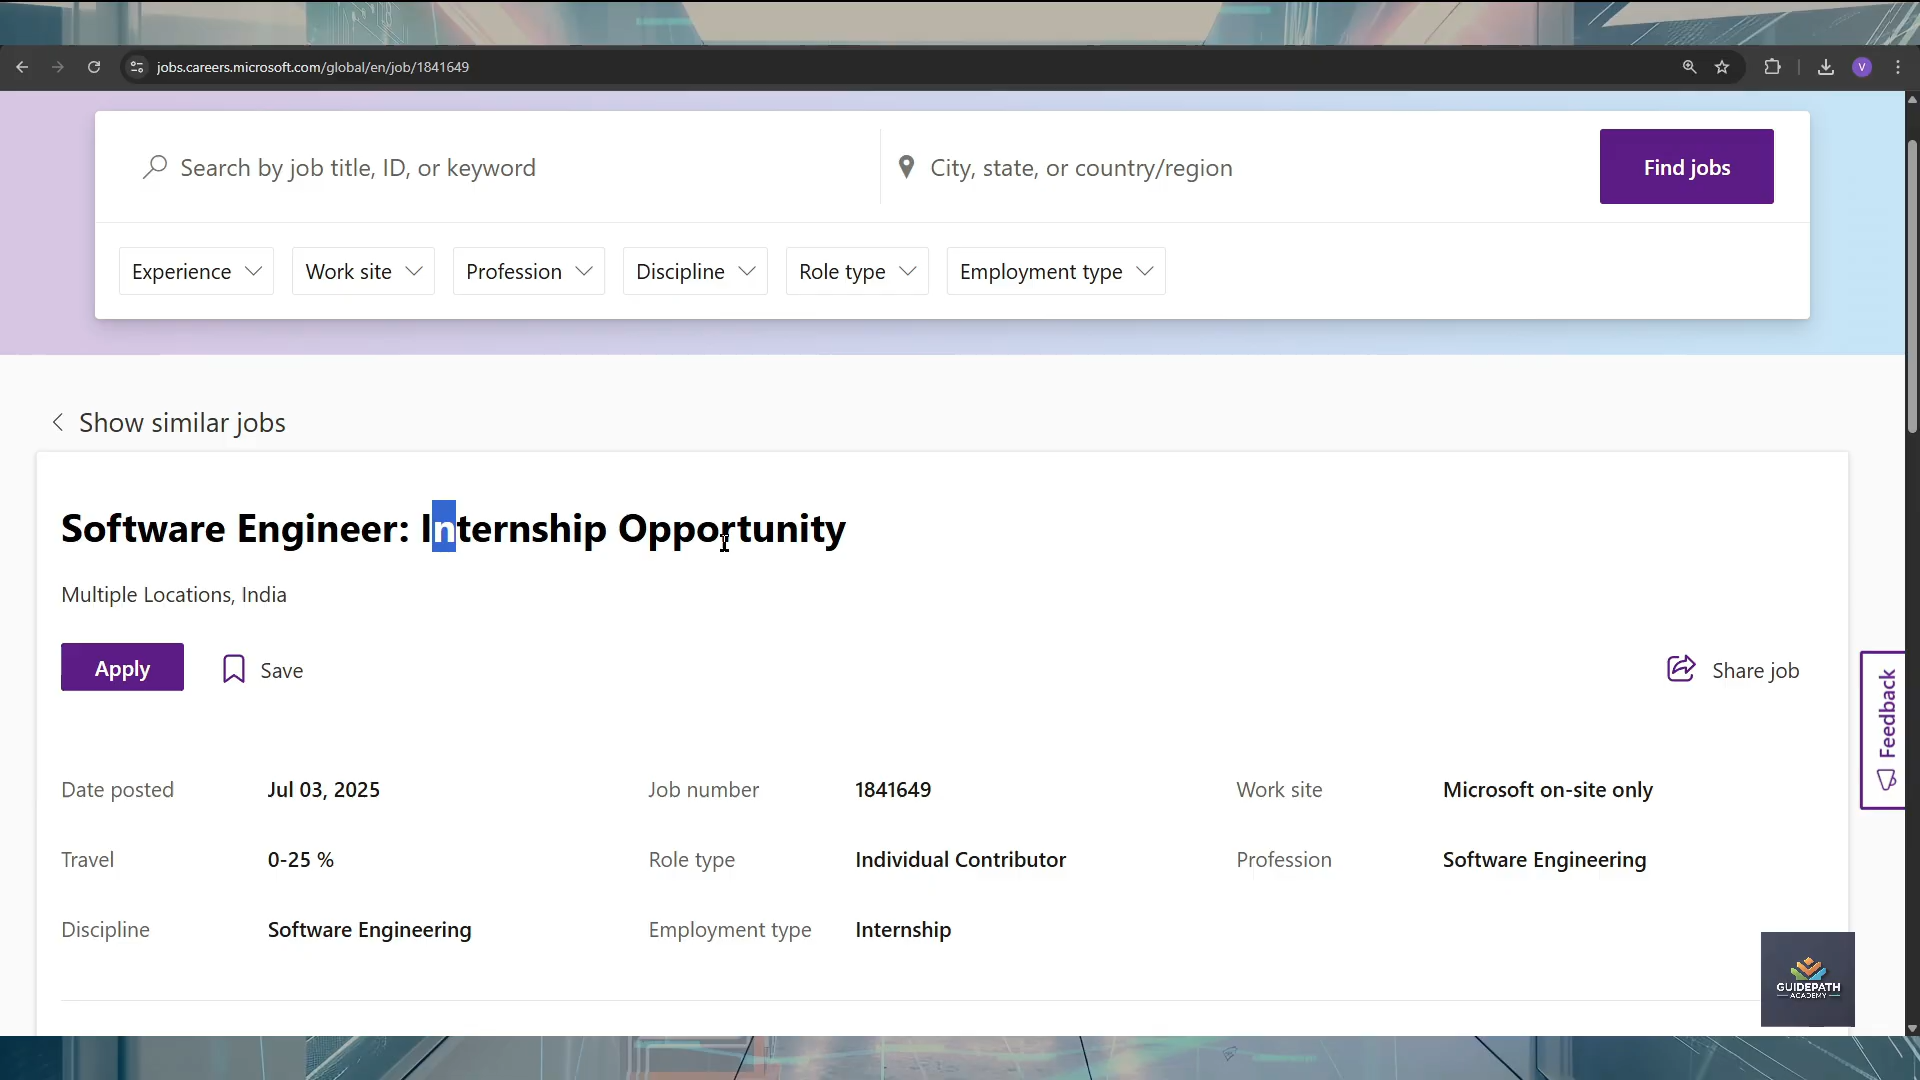 jobs.careers.microsoft.com/global/en/job/1841649
V
Search by job title, ID, or keyword
City, state, or country/region
Find jobs
Experience
Work site
Profession
Discipline
Role type
Employment type
Show similar jobs
Software Engineer: Internship Opportunity
Multiple Locations, India
Apply
Save
Share job
Feedback
Date posted Jul 03, 2025 Job number 1841649 Work site Microsoft on-site only
Travel 0-25 % Role type Individual Contributor Profession Software Engineering
Discipline Software Engineering Employment type Internship
GUIDEPATH
ACADEMY